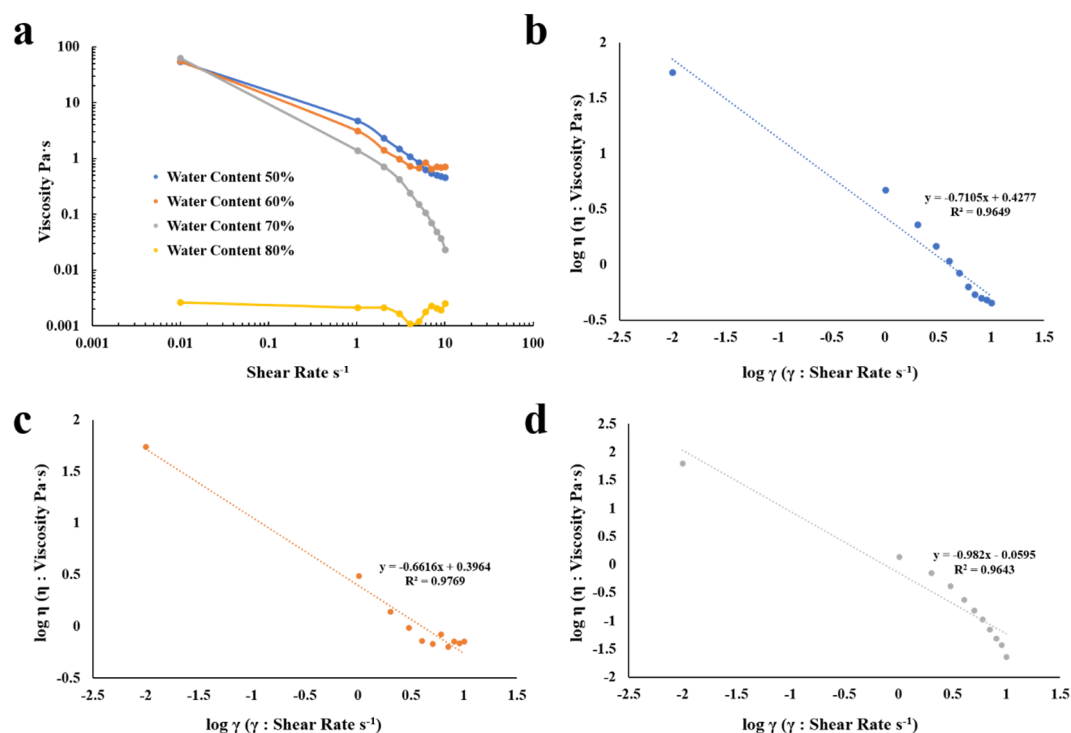 a
100
10
1
0.1
0.01
0.001
Viscosity Pa·s
Water Content 50%
Water Content 60%
Water Content 70%
Water Content 80%
0.001
0.01
0.1
1
10
100
Shear Rate s⁻¹
b
2
1.5
1
0.5
0
-0.5
log η (η : Viscosity Pa·s)
y = -0.7105x + 0.4277
R² = 0.9649
-2.5
-2
-1.5
-1
-0.5
0
0.5
1
1.5
log γ (γ : Shear Rate s⁻¹)
c
2
1.5
1
0.5
0
-0.5
log η (η : Viscosity Pa·s)
y = -0.6616x + 0.3964
R² = 0.9769
-2.5
-2
-1.5
-1
-0.5
0
0.5
1
1.5
log γ (γ : Shear Rate s⁻¹)
d
2.5
2
1.5
1
0.5
0
-0.5
-1
-1.5
-2
log η (η : Viscosity Pa·s)
y = -0.982x - 0.0595
R² = 0.9643
-2.5
-2
-1.5
-1
-0.5
0
0.5
1
1.5
log γ (γ : Shear Rate s⁻¹)